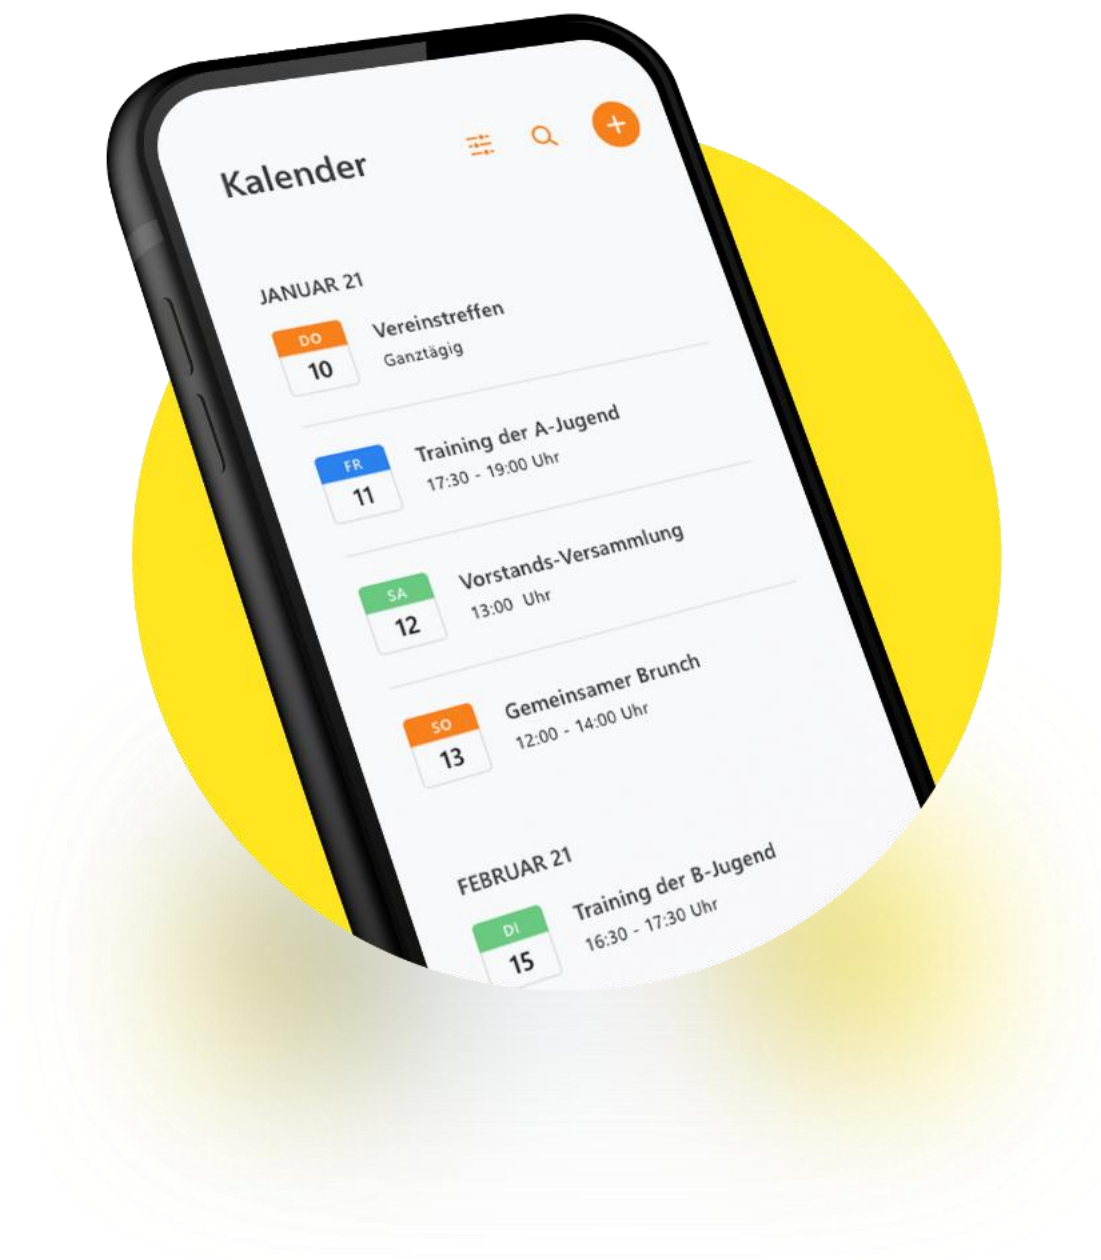 Kalender
JANUAR 21
DO
10
Vereinstreffen
Ganztägig
FR
11
Training der A-Jugend
17:30 - 19:00 Uhr
SA
12
Vorstands-Versammlung
13:00 Uhr
SO
13
Gemeinsamer Brunch
12:00 - 14:00 Uhr
FEBRUAR 21
DI
15
Training der B-Jugend
16:30 - 17:30 Uhr